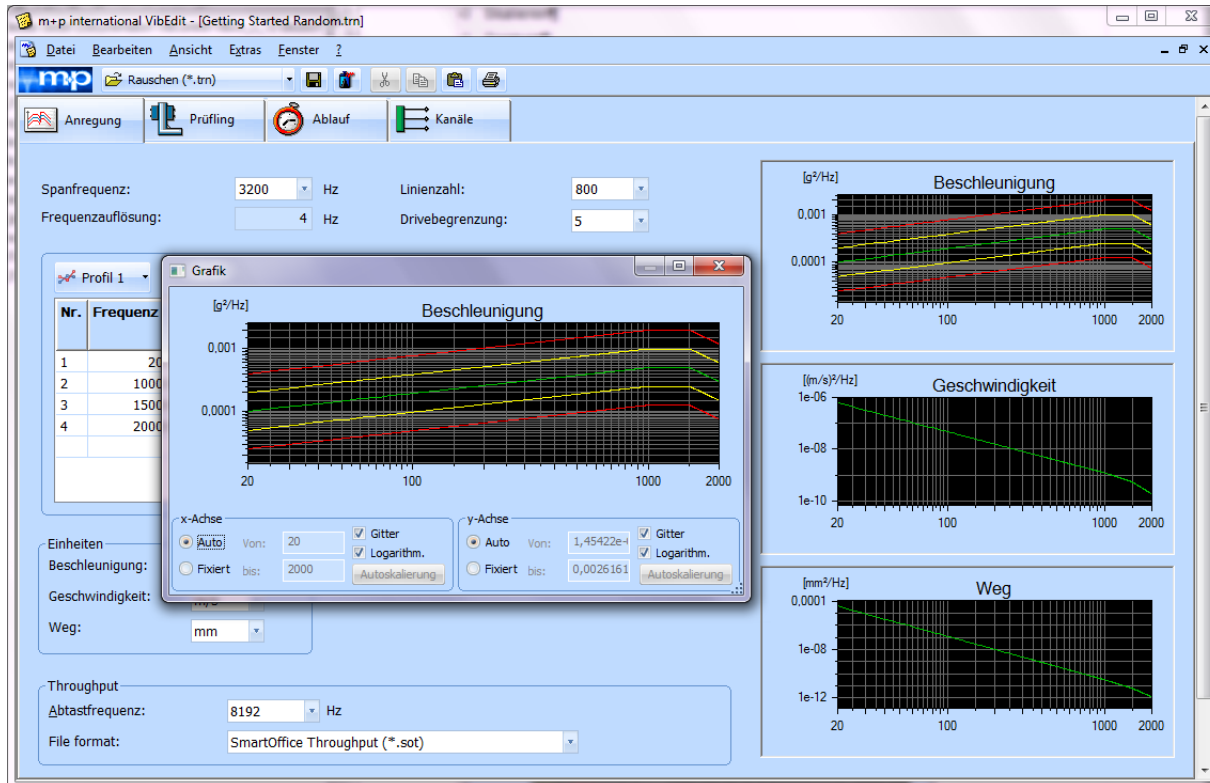 m+p international VibEdit - [Getting Started Random.trn]
Datei Bearbeiten Ansicht Extras Fenster ?
mp Rauschen (*.trn)
Anregung Prüfling Ablauf Kanäle
Spanfrequenz: 3200 Hz Linienzahl: 800
Frequenzauflösung: 4 Hz Drivebegrenzung: 5
Profil 1
Nr. Frequenz
1 20
2 1000
3 1500
4 2000
Grafik
[g²/Hz] Beschleunigung
0,001
0,0001
20 100 1000 2000
x-Achse
Auto Von: 20 Gitter
Logarithm.
Fixiert bis: 2000 Autoskalierung
y-Achse
Auto Von: 1,45422e- Gitter
Logarithm.
Fixiert bis: 0,0026161 Autoskalierung
Einheiten
Beschleunigung:
Geschwindigkeit:
Weg: mm
Throughput
Abtastfrequenz: 8192 Hz
File format: SmartOffice Throughput (*.sot)
[g²/Hz] Beschleunigung
0,001
0,0001
20 100 1000 2000
[(m/s)²/Hz] Geschwindigkeit
1e-06
1e-08
1e-10
20 100 1000 2000
[mm²/Hz] Weg
0,0001
1e-08
1e-12
20 100 1000 2000